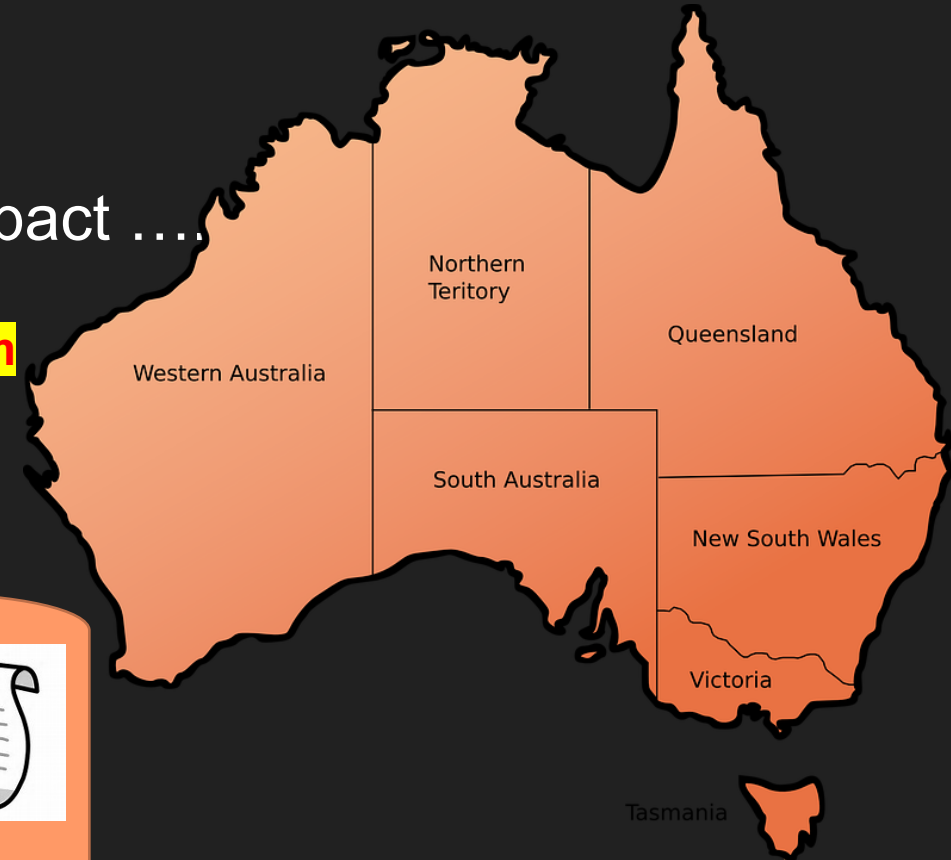 pact ....
Northern
Teritory
Queensland
n
Western Australia
South Australia
New South Wales
Victoria
Tasmania